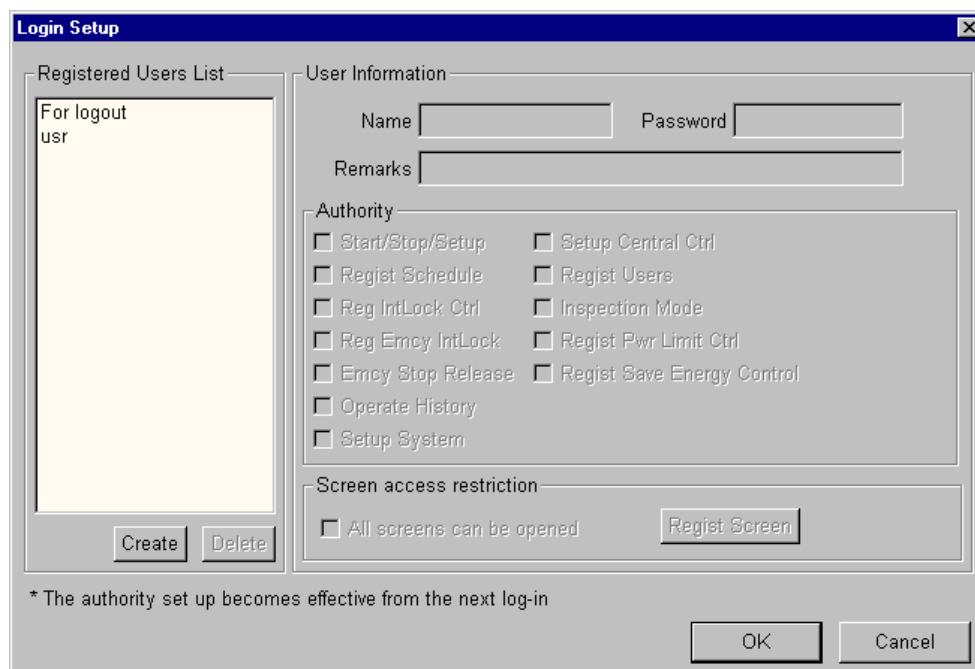 Login Setup
Registered Users List
For logout
usr
Create Delete
User Information
Name Password
Remarks
Authority
Start/Stop/Setup Setup Central Ctrl
Regist Schedule Regist Users
Reg IntLock Ctrl Inspection Mode
Reg Emcy IntLock Regist Pwr Limit Ctrl
Emcy Stop Release Regist Save Energy Control
Operate History
Setup System
Screen access restriction
All screens can be opened Regist Screen
* The authority set up becomes effective from the next log-in
OK Cancel